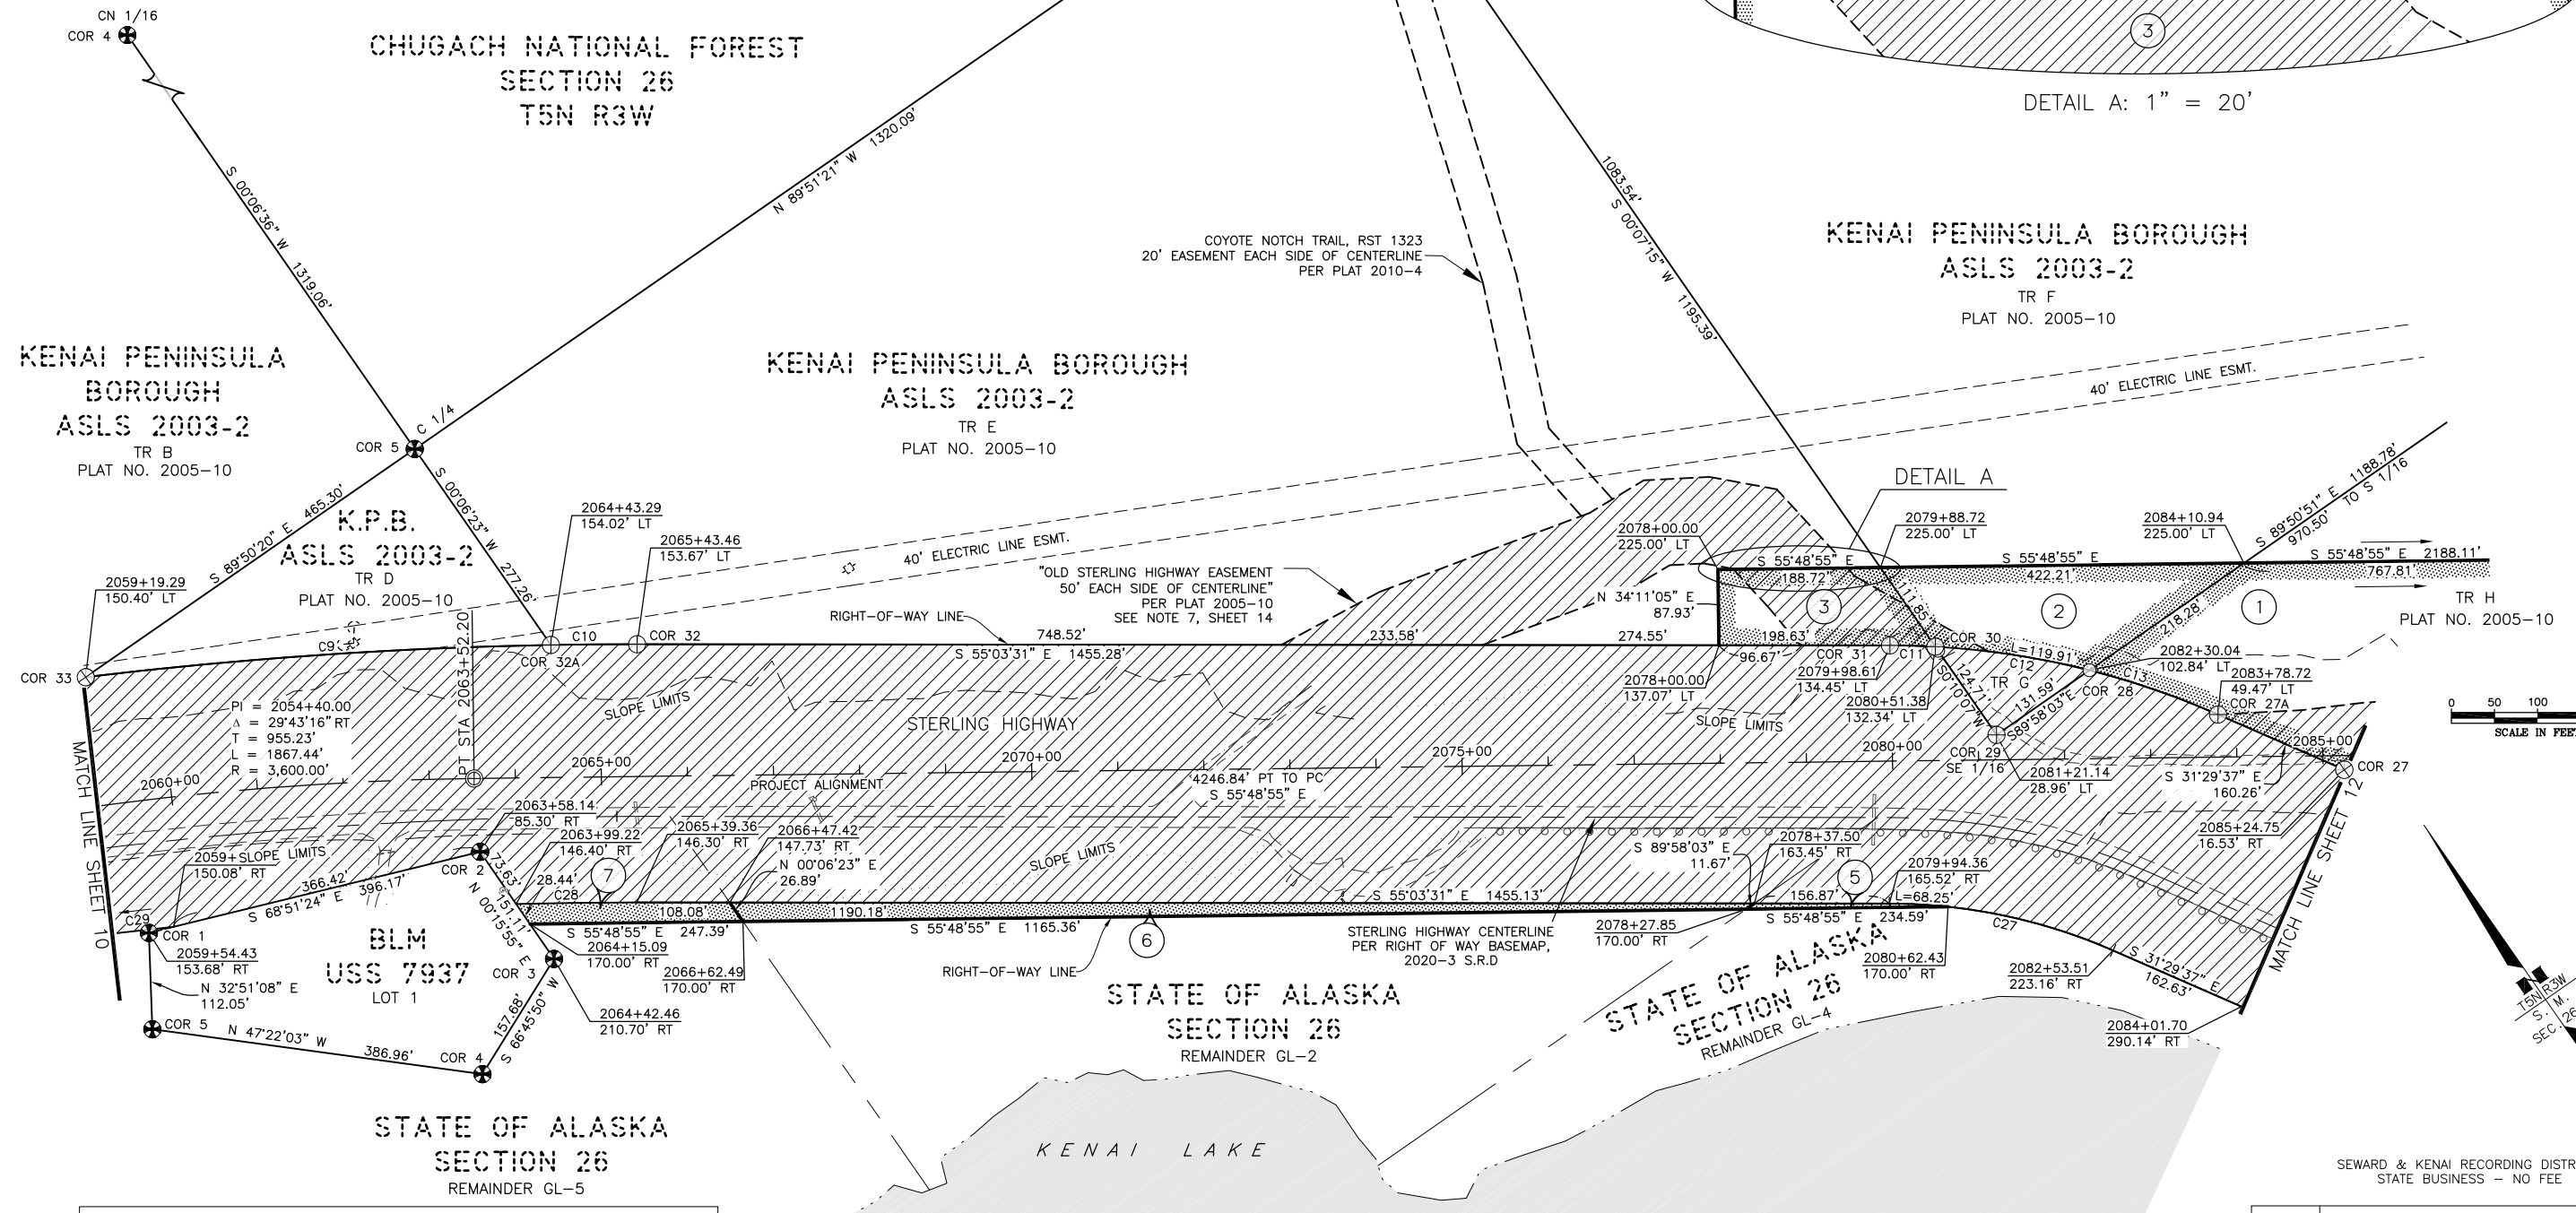 CN 1/16
COR 4
CHUGACH NATIONAL FOREST
SECTION 26
T5N R3W
3
DETAIL A: 1" = 20'
S 00°06'36" W 1319.06'
N 89°51'21" W 1320.09'
1083.54'
S 00°07'15" W 1195.39'
COYOTE NOTCH TRAIL, RST 1323
20' EASEMENT EACH SIDE OF CENTERLINE
PER PLAT 2010-4
KENAI PENINSULA BOROUGH
ASLS 2003-2
TR F
PLAT NO. 2005-10
KENAI PENINSULA
BOROUGH
ASLS 2003-2
TR B
PLAT NO. 2005-10
C 1/4
COR 5
KENAI PENINSULA BOROUGH
ASLS 2003-2
TR E
PLAT NO. 2005-10
40' ELECTRIC LINE ESMT.
S 89°50'20" E 465.30'
S 00°06'23" W 277.26'
K.P.B.
ASLS 2003-2
TR D
PLAT NO. 2005-10
2059+19.29
150.40' LT
2064+43.29
154.02' LT
2065+43.46
153.67' LT
40' ELECTRIC LINE ESMT.
"OLD STERLING HIGHWAY EASEMENT
50' EACH SIDE OF CENTERLINE"
PER PLAT 2005-10
SEE NOTE 7, SHEET 14
RIGHT-OF-WAY LINE
DETAIL A
2078+00.00
225.00' LT
2079+88.72
225.00' LT
2084+10.94
225.00' LT
S 89°50'51" E 1188.78'
970.50' TO S 1/16
S 55°48'55" E
188.72'
S 55°48'55" E
422.21'
S 55°48'55" E 2188.11'
767.81'
N 34°11'05" E
87.93'
3
111.85'
2
218.28'
1
TR H
PLAT NO. 2005-10
COR 33
C9
COR 32A
C10
COR 32
748.52'
S 55°03'31" E 1455.28'
233.58'
274.55'
198.63'
96.67'
COR 31
C11
COR 30
L=119.91
C12
2078+00.00
137.07' LT
2079+98.61
134.45' LT
2080+51.38
132.34' LT
124.71'
S0°10'07"W
TR G
131.59'
S89°58'03"E
COR 28
C13
2082+30.04
102.84' LT
2083+78.72
49.47' LT
COR 27A
PT STA 2063+52.20
PI = 2054+40.00
Δ = 29°43'16"RT
T = 955.23'
L = 1867.44'
R = 3,600.00'
SLOPE LIMITS
STERLING HIGHWAY
SLOPE LIMITS
0 50 100
SCALE IN FEET
MATCH LINE SHEET 10
2060+00
2065+00
PROJECT ALIGNMENT
2070+00
4246.84' PT TO PC
S 55°48'55" E
2075+00
2080+00
COR 29
SE 1/16
2081+21.14
28.96' LT
S 31°29'37" E
160.26'
2085+00
COR 27
2085+24.75
16.53' RT
MATCH LINE SHEET 12
2063+58.14
85.30' RT
2063+99.22
146.40' RT
2065+39.36
146.30' RT
2066+47.42
147.73' RT
N 00°06'23" E
26.89'
2059+SLOPE LIMITS
150.08' RT
366.42'
S 68°51'24" E 396.17'
COR 2
73.63'
28.44'
C28
7
SLOPE LIMITS
S 89°58'03" E
11.67'
2078+37.50
163.45' RT
5
2079+94.36
165.52' RT
N 00°15'55" E
151.11'
108.08'
1190.18'
S 55°03'31" E 1455.13'
156.87'
L=68.25'
C29
COR 1
2059+54.43
153.68' RT
N 32°51'08" E
112.05'
BLM
USS 7937
LOT 1
S 55°48'55" E 247.39'
2064+15.09
170.00' RT
2066+62.49
170.00' RT
S 55°48'55" E 1165.36'
6
RIGHT-OF-WAY LINE
STERLING HIGHWAY CENTERLINE
PER RIGHT OF WAY BASEMAP,
2020-3 S.R.D
2078+27.85
170.00' RT
S 55°48'55" E 234.59'
2080+62.43
170.00' RT
C27
2082+53.51
223.16' RT
S 31°29'37" E
162.63'
2084+01.70
290.14' RT
COR 3
2064+42.46
210.70' RT
157.68'
S 66°45'50" W
COR 5
N 47°22'03" W 386.96'
COR 4
STATE OF ALASKA
SECTION 26
REMAINDER GL-2
STATE OF ALASKA
SECTION 26
REMAINDER GL-4
T5N R3W
S. M.
SEC. 26
STATE OF ALASKA
SECTION 26
REMAINDER GL-5
KENAI LAKE
SEWARD & KENAI RECORDING DISTR
STATE BUSINESS - NO FEE